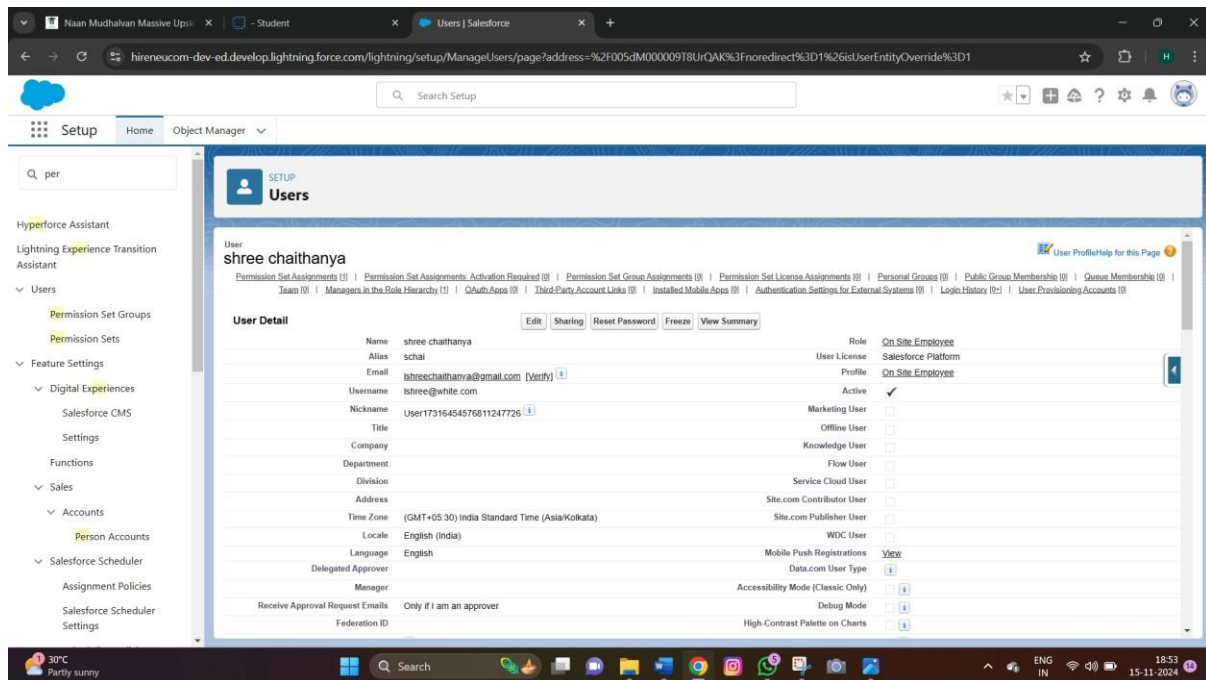 Naan Mudhalvan Massive Upsk
- Student
Users | Salesforce
hireneucom-dev-ed.develop.lightning.force.com/lightning/setup/ManageUsers/page?address=%2F005dM000009T8UrQAK%3Fnoredirect%3D1%26isUserEntityOverride%3D1
H
Search Setup
Setup
Home
Object Manager
per
Hyperforce Assistant
Lightning Experience Transition
Assistant
Users
Permission Set Groups
Permission Sets
Feature Settings
Digital Experiences
Salesforce CMS
Settings
Functions
Sales
Accounts
Person Accounts
Salesforce Scheduler
Assignment Policies
Salesforce Scheduler
Settings
SETUP
Users
User
shree chaithanya
User Profile Help for this Page
Permission Set Assignments [1] | Permission Set Assignments: Activation Required [0] | Permission Set Group Assignments [0] | Permission Set License Assignments [0] | Personal Groups [0] | Public Group Membership [0] | Queue Membership [0] |
Team [0] | Managers in the Role Hierarchy [1] | OAuth Apps [0] | Third-Party Account Links [0] | Installed Mobile Apps [0] | Authentication Settings for External Systems [0] | Login History [0+] | User Provisioning Accounts [0]
User Detail
Edit Sharing Reset Password Freeze View Summary
Name shree chaithanya
Alias schai
Email lshreechaithanya@gmail.com [Verify]
Username lshree@white.com
Nickname User17316454576811247726
Title
Company
Department
Division
Address
Time Zone (GMT+05:30) India Standard Time (Asia/Kolkata)
Locale English (India)
Language English
Delegated Approver
Manager
Receive Approval Request Emails Only if I am an approver
Federation ID
Role On Site Employee
User License Salesforce Platform
Profile On Site Employee
Active
Marketing User
Offline User
Knowledge User
Flow User
Service Cloud User
Site.com Contributor User
Site.com Publisher User
WDC User
Mobile Push Registrations View
Data.com User Type
Accessibility Mode (Classic Only)
Debug Mode
High-Contrast Palette on Charts
1
30°C
Partly sunny
Search
ENG
IN
18:53
15-11-2024